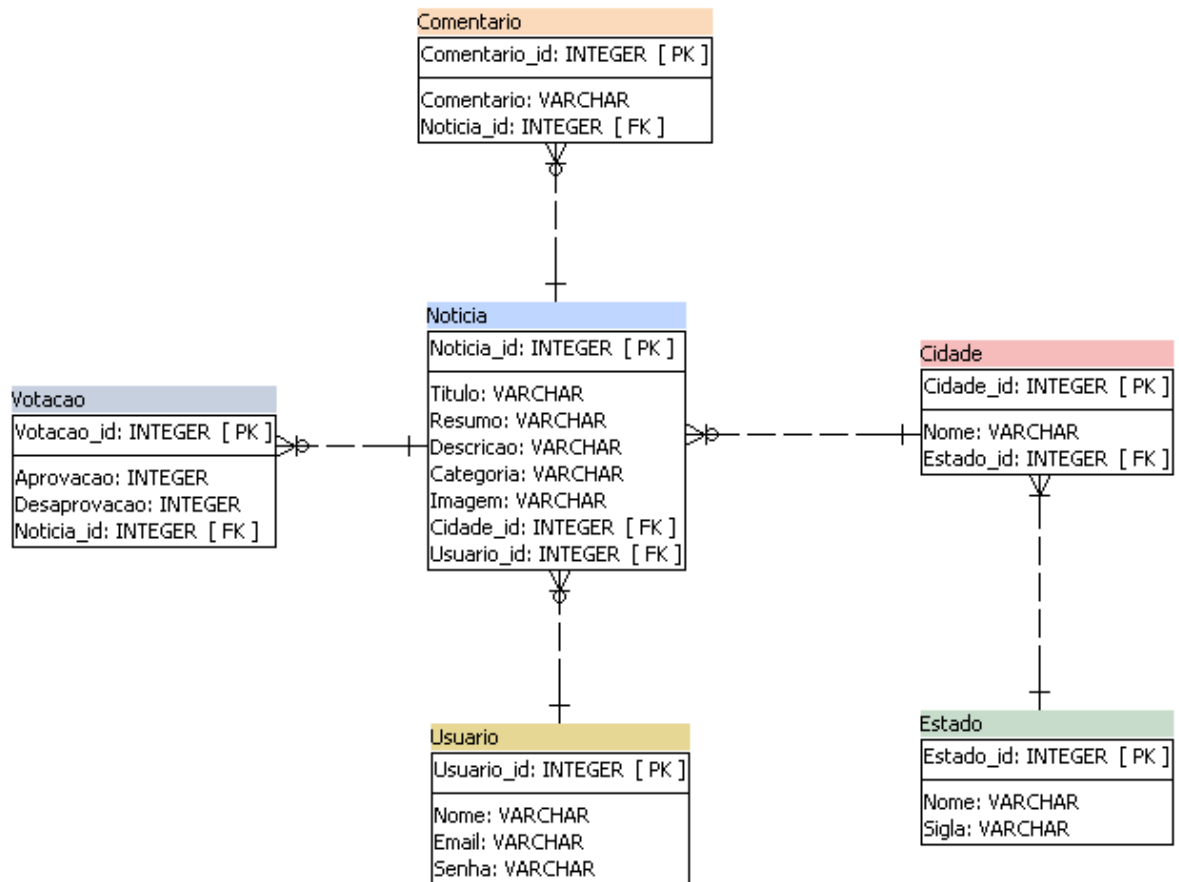 Comentario
Comentario_id: INTEGER [ PK ]
Comentario: VARCHAR
Noticia_id: INTEGER [ FK ]
Noticia
Noticia_id: INTEGER [ PK ]
Titulo: VARCHAR
Resumo: VARCHAR
Descricao: VARCHAR
Categoria: VARCHAR
Imagem: VARCHAR
Cidade_id: INTEGER [ FK ]
Usuario_id: INTEGER [ FK ]
Votacao
Votacao_id: INTEGER [ PK ]
Aprovacao: INTEGER
Desaprovacao: INTEGER
Noticia_id: INTEGER [ FK ]
Cidade
Cidade_id: INTEGER [ PK ]
Nome: VARCHAR
Estado_id: INTEGER [ FK ]
Usuario
Usuario_id: INTEGER [ PK ]
Nome: VARCHAR
Email: VARCHAR
Senha: VARCHAR
Estado
Estado_id: INTEGER [ PK ]
Nome: VARCHAR
Sigla: VARCHAR